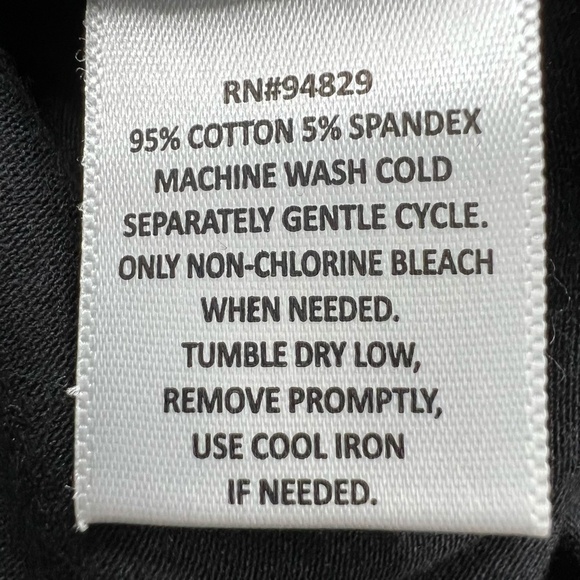 RN#94829
95% COTTON 5% SPANDEX
MACHINE WASH COLD
SEPARATELY GENTLE CYCLE.
ONLY NON-CHLORINE BLEACH
WHEN NEEDED.
TUMBLE DRY LOW,
REMOVE PROMPTLY,
USE COOL IRON
IF NEEDED.